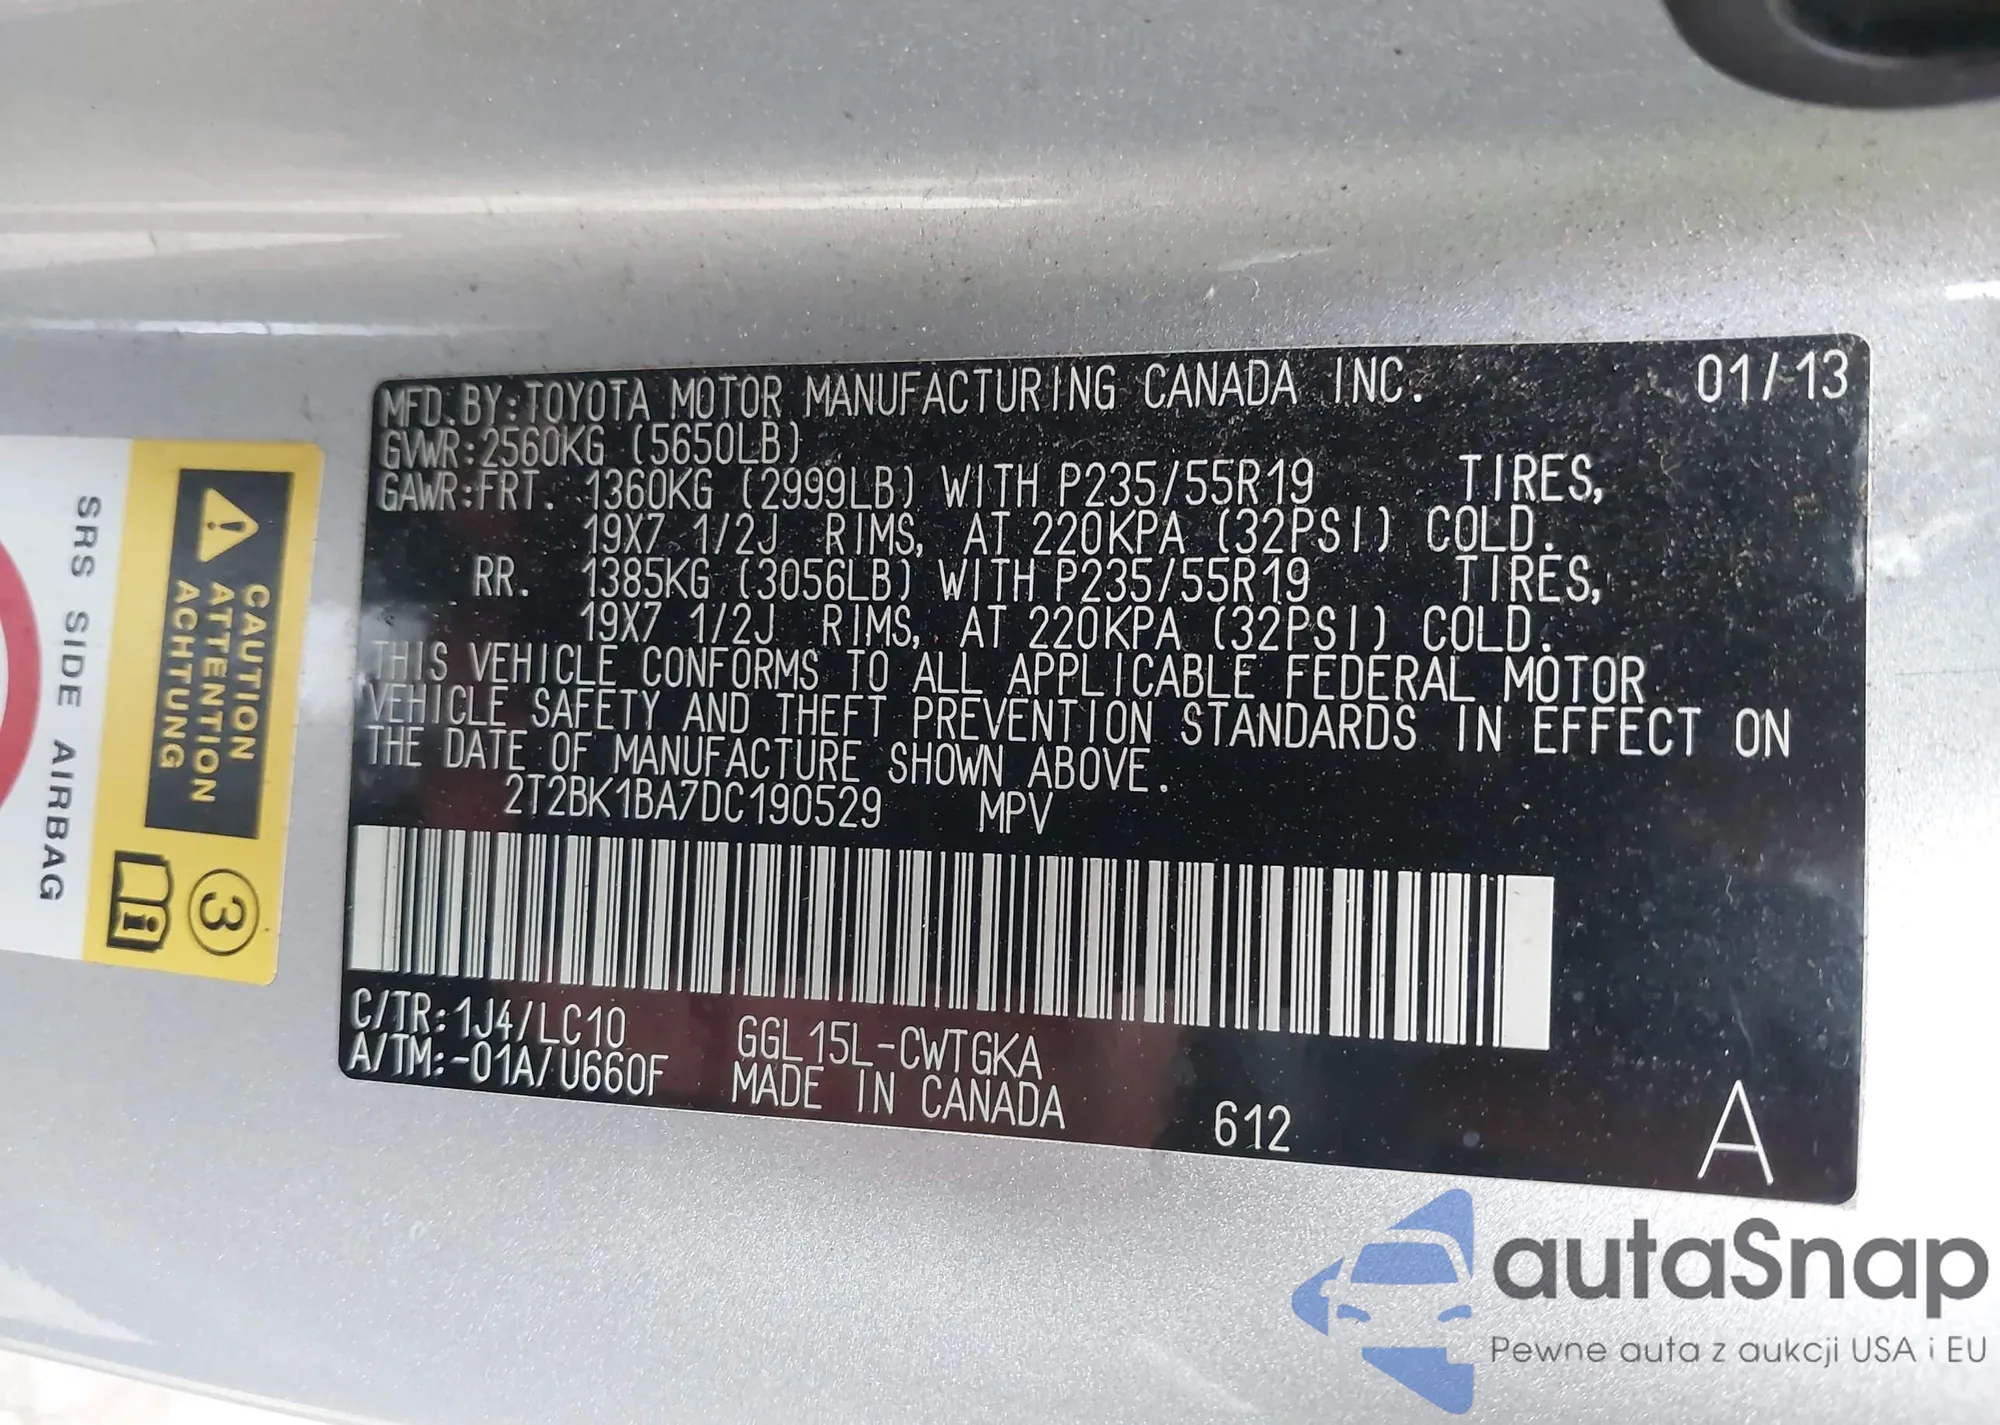 MFD. BY: TOYOTA MOTOR MANUFACTURING CANADA INC. 01/13
GVWR:2560KG (5650LB)
GAWR:FRT. 1360KG (2999LB) WITH P235/55R19 TIRES,
19X7 1/2J RIMS, AT 220KPA (32PSI) COLD.
RR. 1385KG (3056LB) WITH P235/55R19 TIRES,
19X7 1/2J RIMS, AT 220KPA (32PSI) COLD.
THIS VEHICLE CONFORMS TO ALL APPLICABLE FEDERAL MOTOR
VEHICLE SAFETY AND THEFT PREVENTION STANDARDS IN EFFECT ON
THE DATE OF MANUFACTURE SHOWN ABOVE.
2T2BK1BA7DC190529 MPV
C/TR:1J4/LC10 GGL15L-CWTGKA
A/TM:-01A/U660F MADE IN CANADA 612
A
CAUTION
ATTENTION
ACHTUNG
SRS SIDE AIRBAG
3
autaSnap
Pewne auta z aukcji USA i EU